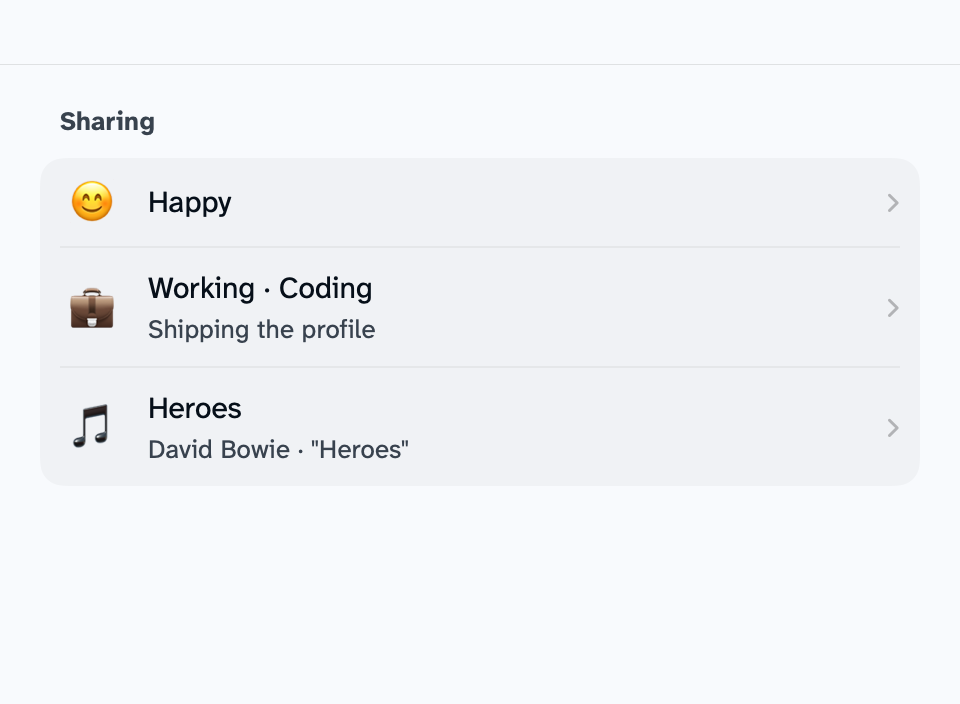 Sharing
Happy
Working · Coding
Shipping the profile
Heroes
David Bowie · "Heroes"